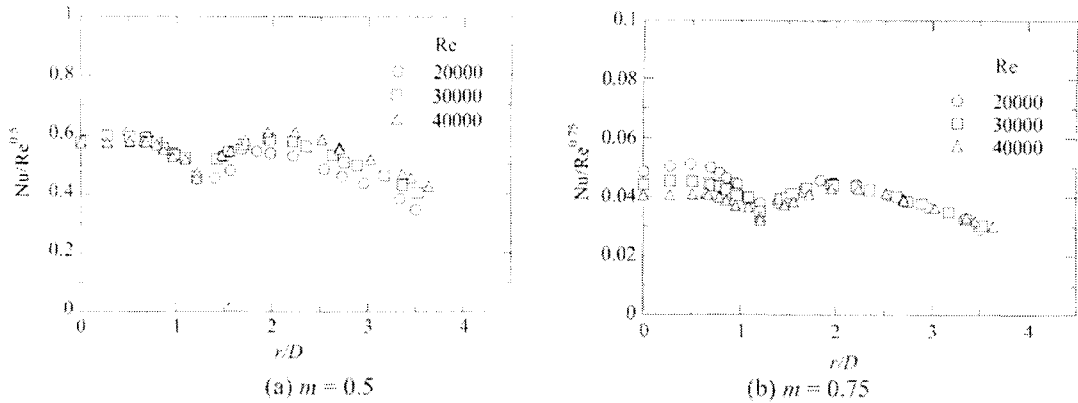 1
0.8
0.6
0.4
0.2
0
0 1 2 3 4
Nu/Re^0.5
r/D
Re
○ 20000
□ 30000
△ 40000
(a) m = 0.5
0.1
0.08
0.06
0.04
0.02
0
0 1 2 3 4
Nu/Re^0.75
r/D
Re
○ 20000
□ 30000
△ 40000
(b) m = 0.75